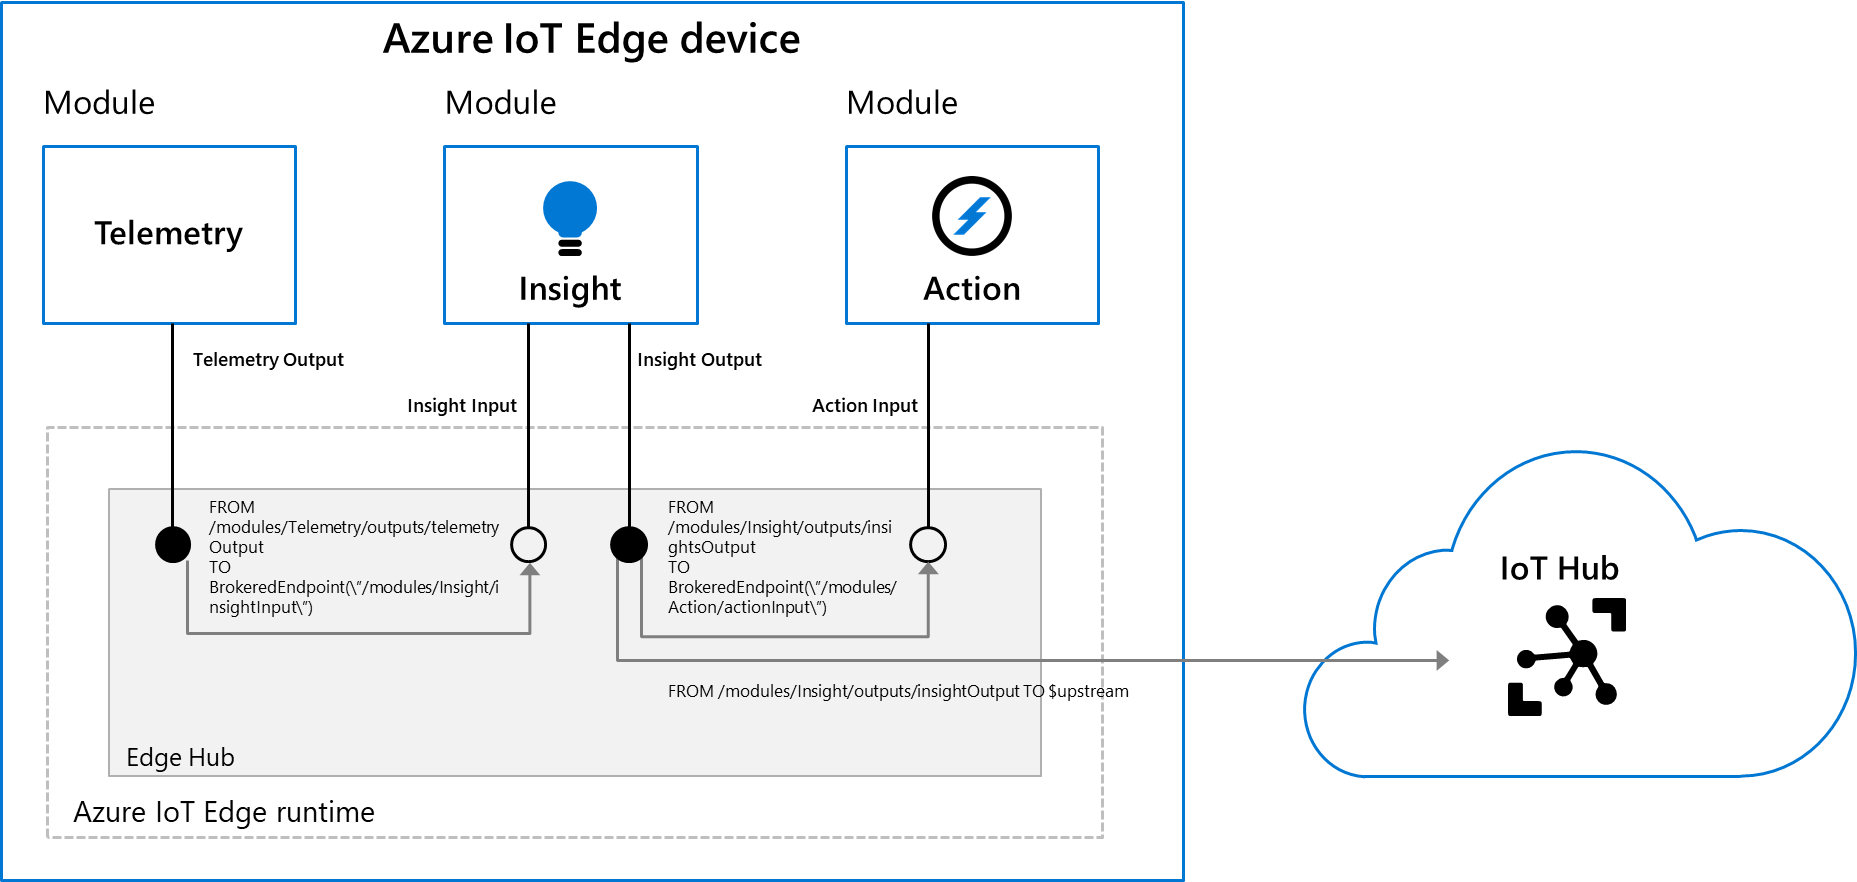 Azure IoT Edge device
Module
Module
Module
Telemetry
Insight
Action
Telemetry Output
Insight Output
Insight Input
Action Input
FROM
/modules/Telemetry/outputs/telemetry
Output
TO
BrokeredEndpoint(\"/modules/Insight/i
nsightInput\")
FROM
/modules/Insight/outputs/insi
ghtsOutput
TO
BrokeredEndpoint(\"/modules/
Action/actionInput\")
FROM /modules/Insight/outputs/insightOutput TO $upstream
Edge Hub
Azure IoT Edge runtime
IoT Hub